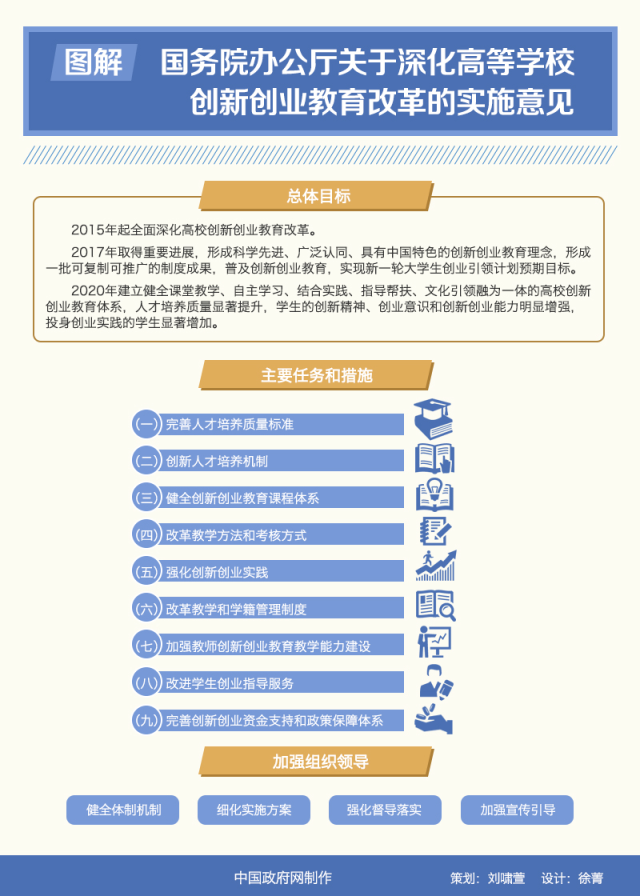 图解 国务院办公厅关于深化高等学校
创新创业教育改革的实施意见
总体目标
2015年起全面深化高校创新创业教育改革。
2017年取得重要进展，形成科学先进、广泛认同、具有中国特色的创新创业教育理念，形成
一批可复制可推广的制度成果，普及创新创业教育，实现新一轮大学生创业引领计划预期目标。
2020年建立健全课堂教学、自主学习、结合实践、指导帮扶、文化引领融为一体的高校创新
创业教育体系，人才培养质量显著提升，学生的创新精神、创业意识和创新创业能力明显增强，
投身创业实践的学生显著增加。
主要任务和措施
（一）完善人才培养质量标准
（二）创新人才培养机制
（三）健全创新创业教育课程体系
（四）改革教学方法和考核方式
（五）强化创新创业实践
（六）改革教学和学籍管理制度
（七）加强教师创新创业教育教学能力建设
（八）改进学生创业指导服务
（九）完善创新创业资金支持和政策保障体系
加强组织领导
健全体制机制 细化实施方案 强化督导落实 加强宣传引导
中国政府网制作 策划：刘啸萱 设计：徐菁